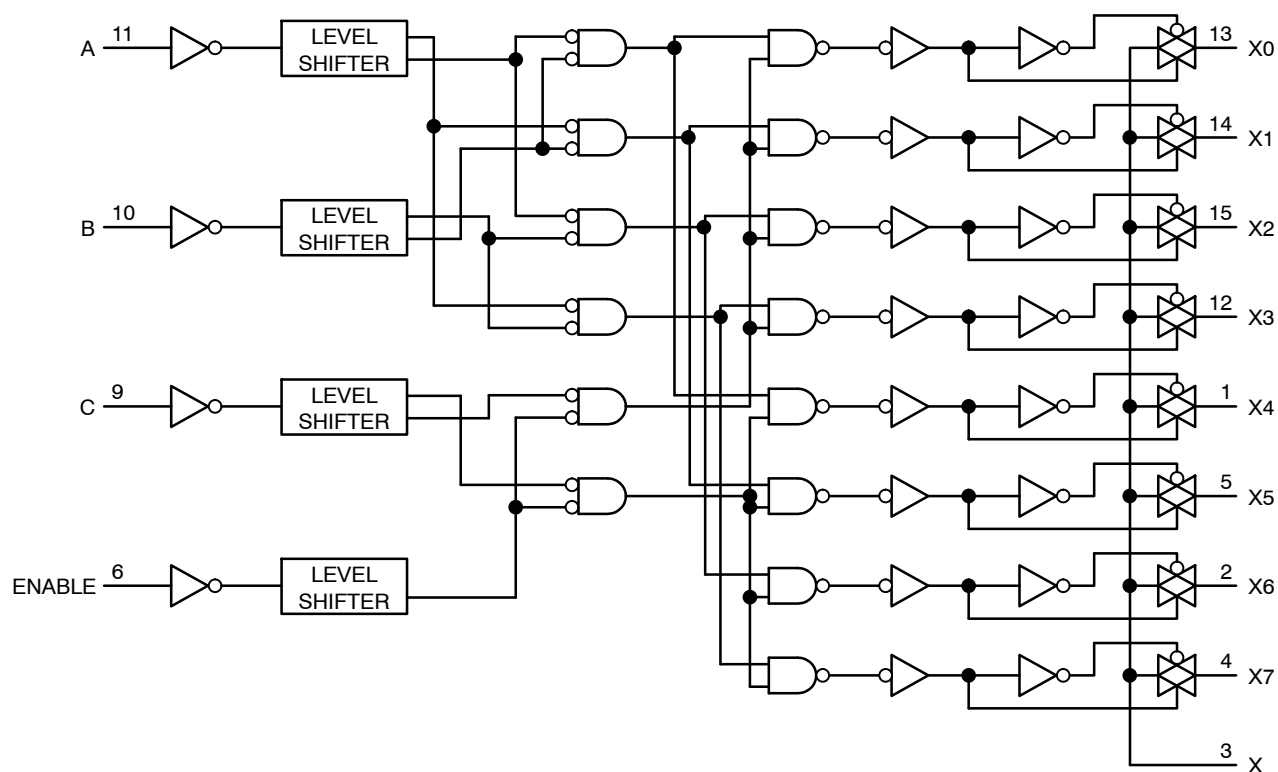 A 11 LEVEL SHIFTER 13 X0
14 X1
B 10 LEVEL SHIFTER 15 X2
12 X3
C 9 LEVEL SHIFTER 1 X4
5 X5
ENABLE 6 LEVEL SHIFTER 2 X6
4 X7
3 X